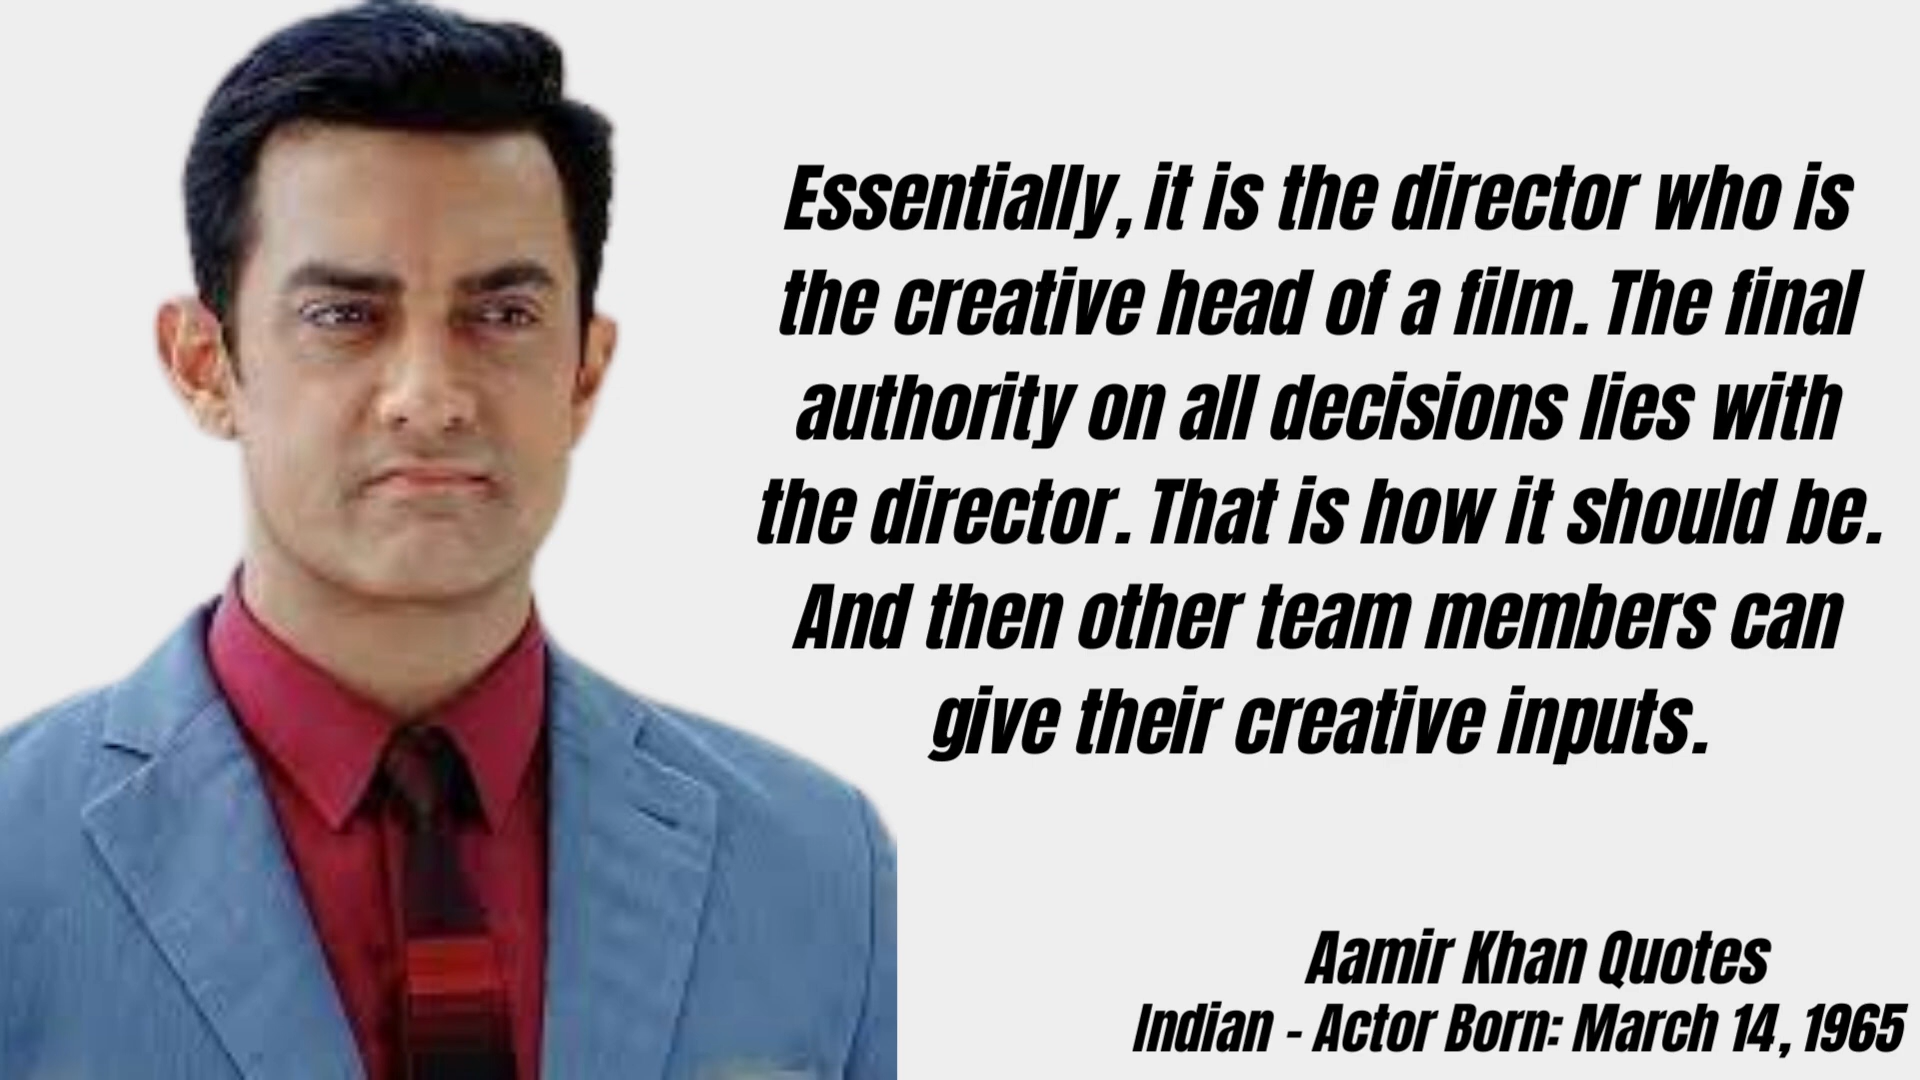 Essentially, it is the director who is
the creative head of a film. The final
authority on all decisions lies with
the director. That is how it should be.
And then other team members can
give their creative inputs.
Aamir Khan Quotes
Indian - Actor Born: March 14, 1965